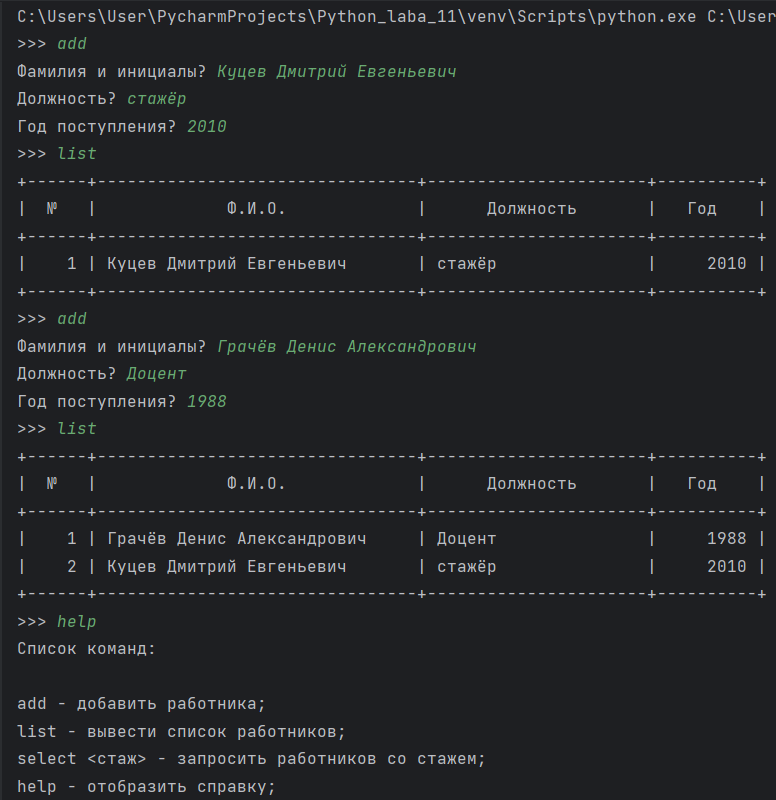 C:\Users\User\PycharmProjects\Python_laba_11\venv\Scripts\python.exe C:\User
>>> add
Фамилия и инициалы? Куцев Дмитрий Евгеньевич
Должность? стажёр
Год поступления? 2010
>>> list
+------+--------------------------------+----------------------+----------+
|  №   |             Ф.И.О.             |      Должность       |   Год    |
+------+--------------------------------+----------------------+----------+
|    1 | Куцев Дмитрий Евгеньевич       | стажёр               |     2010 |
+------+--------------------------------+----------------------+----------+
>>> add
Фамилия и инициалы? Грачёв Денис Александрович
Должность? Доцент
Год поступления? 1988
>>> list
+------+--------------------------------+----------------------+----------+
|  №   |             Ф.И.О.             |      Должность       |   Год    |
+------+--------------------------------+----------------------+----------+
|    1 | Грачёв Денис Александрович     | Доцент               |     1988 |
|    2 | Куцев Дмитрий Евгеньевич       | стажёр               |     2010 |
+------+--------------------------------+----------------------+----------+
>>> help
Список команд:

add - добавить работника;
list - вывести список работников;
select <стаж> - запросить работников со стажем;
help - отобразить справку;